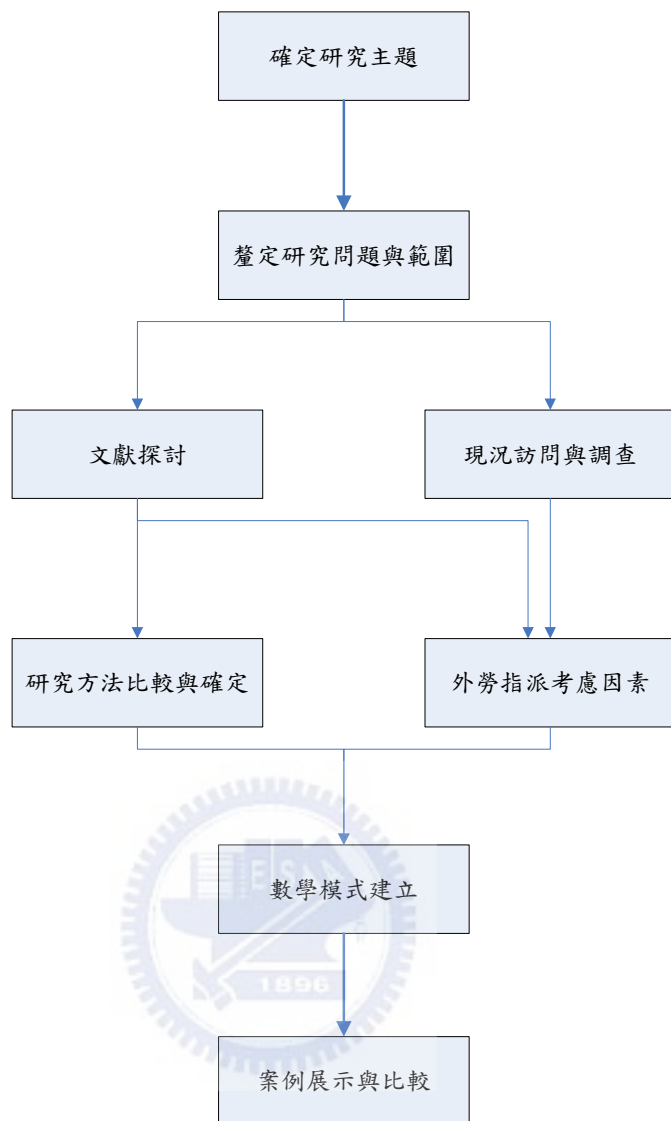 確定研究主題
釐定研究問題與範圍
文獻探討
現況訪問與調查
研究方法比較與確定
外勞指派考慮因素
數學模式建立
1896
案例展示與比較